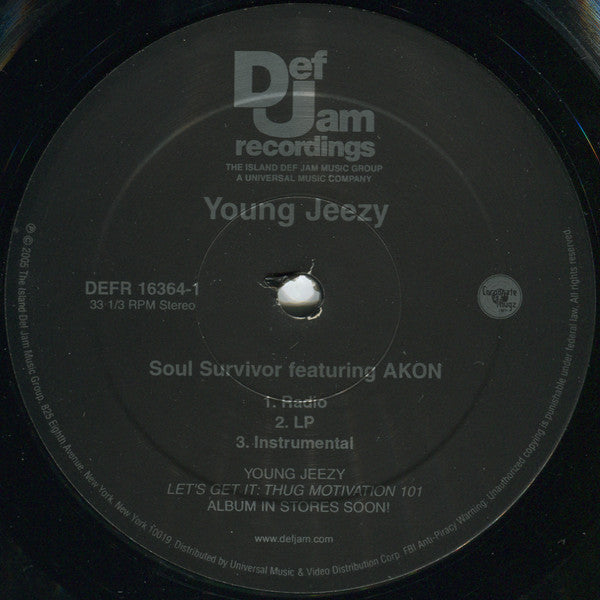 Def
Jam
recordings
THE ISLAND DEF JAM MUSIC GROUP
A UNIVERSAL MUSIC COMPANY
Young Jeezy
DEFR 16364-1
33-1/3 RPM Stereo
Soul Survivor featuring AKON
1. Radio
2. LP
3. Instrumental
YOUNG JEEZY
LET'S GET IT: THUG MOTIVATION 101
ALBUM IN STORES SOON!
www.defjam.com
℗ © 2005 The Island Def Jam Music Group, 825 Eighth Avenue, New York, New York 10019. Distributed by Universal Music & Video Distribution Corp. FBI Anti-Piracy Warning: Unauthorized copying is punishable under federal law. All rights reserved.